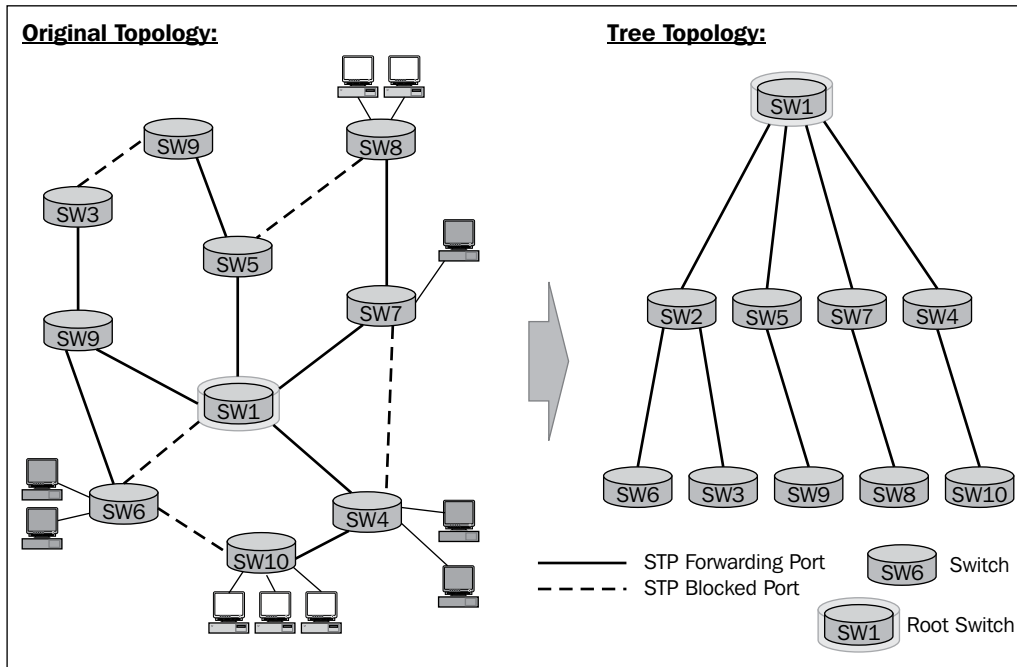 Original Topology:
SW9
SW8
SW3
SW5
SW7
SW9
SW1
SW6
SW4
SW10
Tree Topology:
SW1
SW2
SW5
SW7
SW4
SW6
SW3
SW9
SW8
SW10
STP Forwarding Port
STP Blocked Port
SW6
Switch
SW1
Root Switch